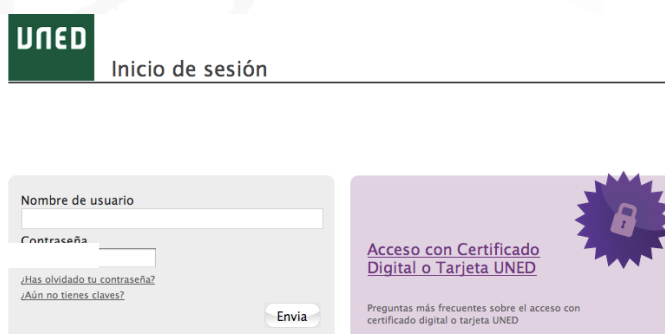 UNED
Inicio de sesión
Nombre de usuario
Contraseña
¿Has olvidado tu contraseña?
¿Aún no tienes claves?
Envia
Acceso con Certificado
Digital o Tarjeta UNED
Preguntas más frecuentes sobre el acceso con
certificado digital o tarjeta UNED